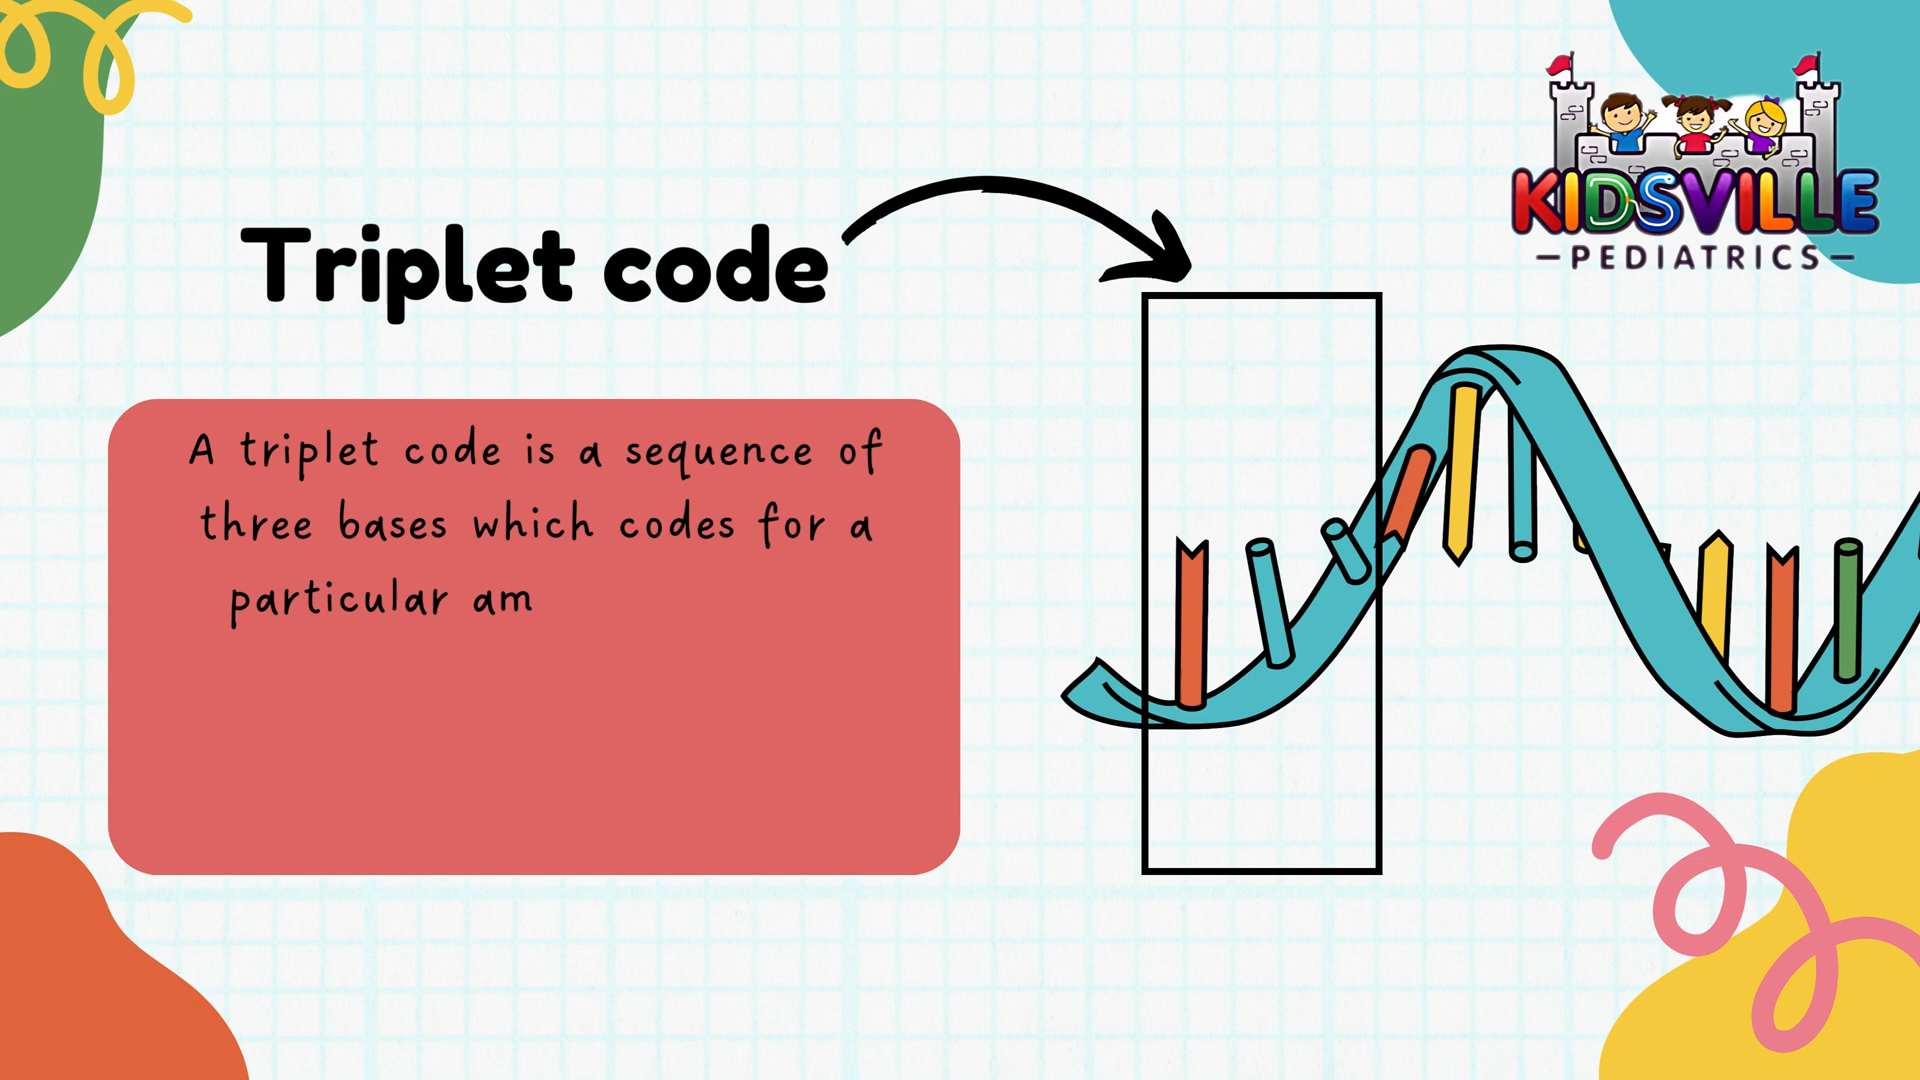 KIDSVILLE
–PEDIATRICS–
Triplet code
A triplet code is a sequence of
three bases which codes for a
particular am